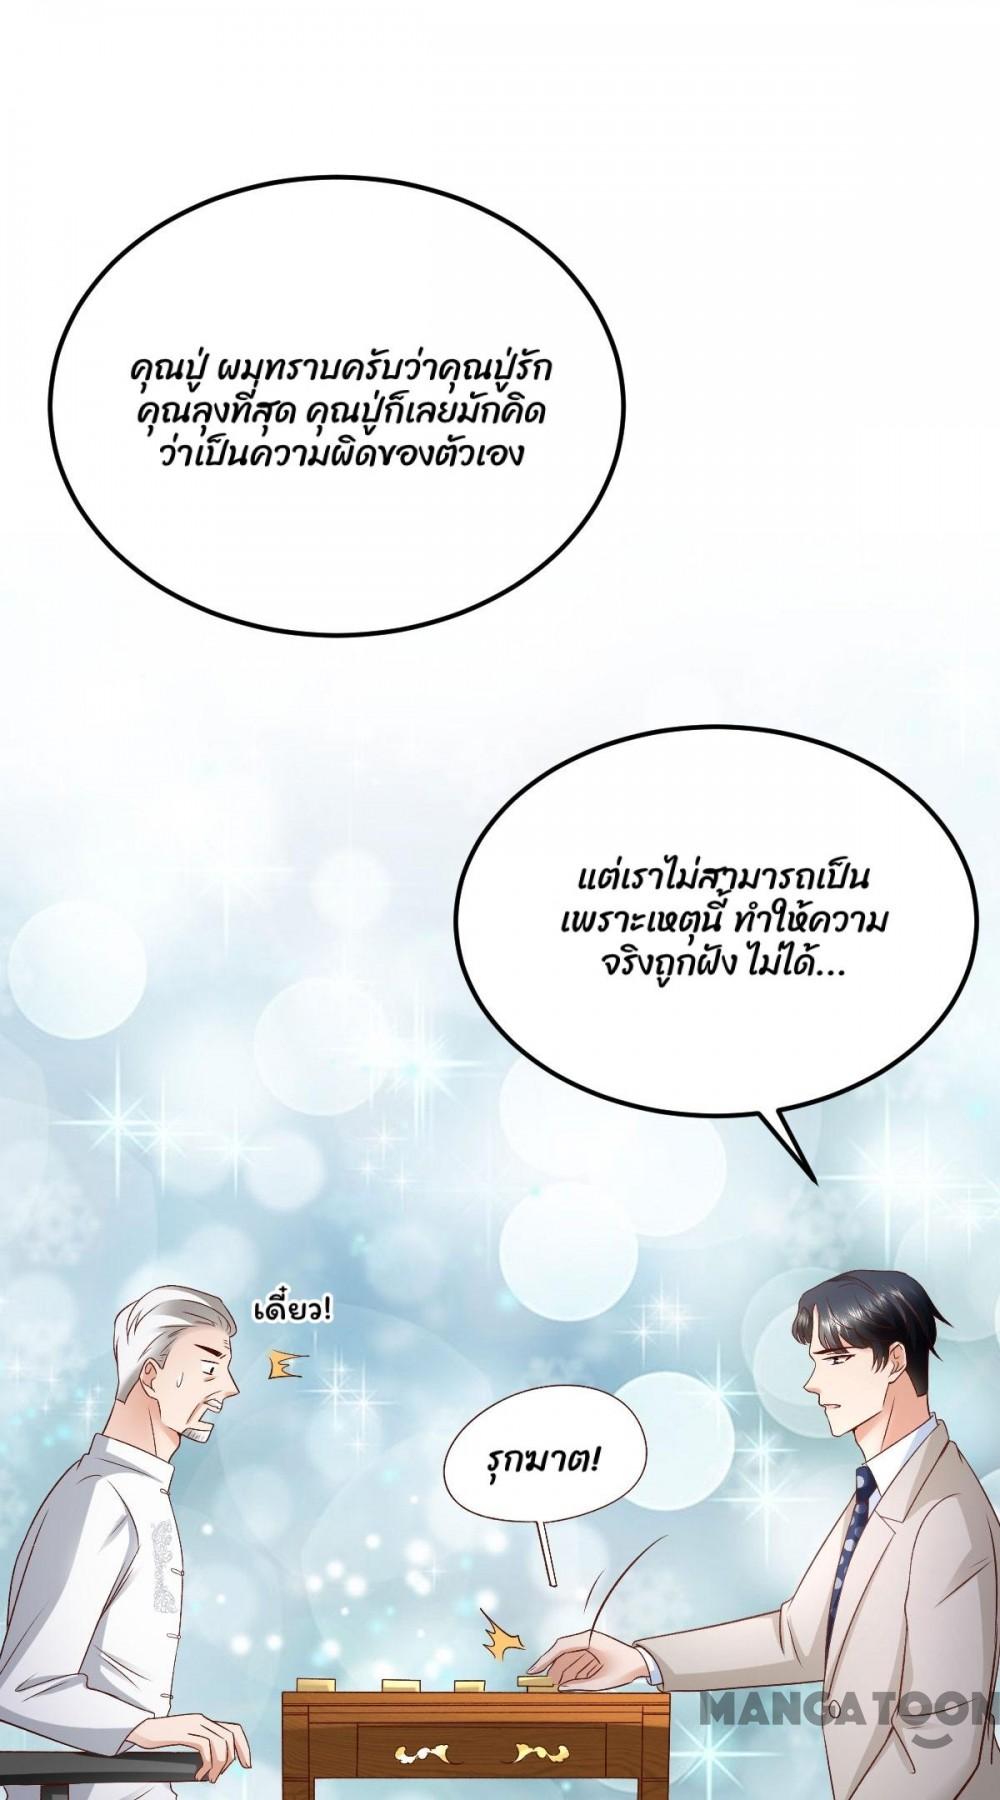 คุณปู่ ผมทราบครับว่าคุณปู่รัก
คุณลุงที่สุด คุณปู่ก็เลยมักคิด
ว่าเป็นความผิดของตัวเอง
แต่เราไม่สามารถเป็น
เพราะเหตุนี้ ทำให้ความ
จริงถูกฝัง ไม่ได้...
เดี๋ยว!
รุกฆาต!
MANGATOON